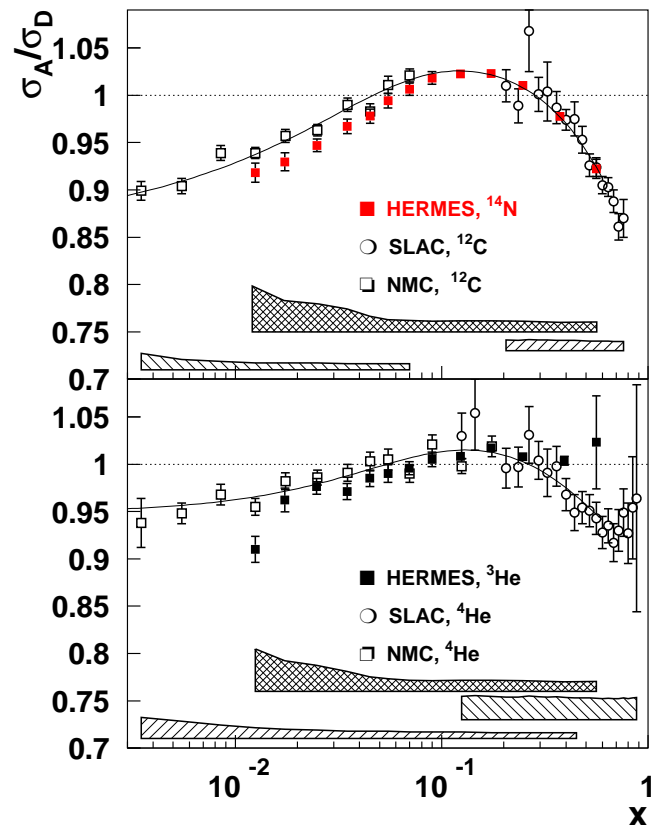 σA/σD
1.05
1
0.95
0.9
0.85
0.8
0.75
0.7
HERMES, ¹⁴N
SLAC, ¹²C
NMC, ¹²C
1.05
1
0.95
0.9
0.85
0.8
0.75
0.7
HERMES, ³He
SLAC, ⁴He
NMC, ⁴He
10⁻² 10⁻¹ 1
x